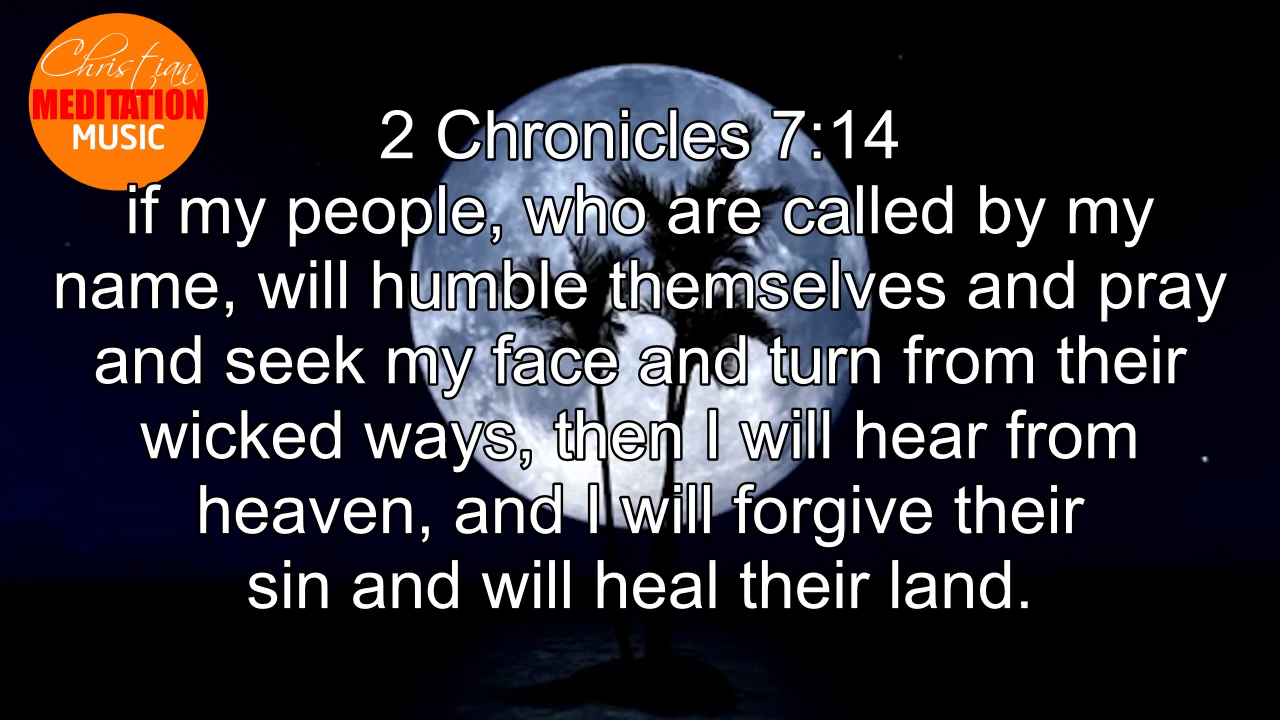 Christian
MEDITATION
MUSIC
2 Chronicles 7:14
if my people, who are called by my
name, will humble themselves and pray
and seek my face and turn from their
wicked ways, then I will hear from
heaven, and I will forgive their
sin and will heal their land.